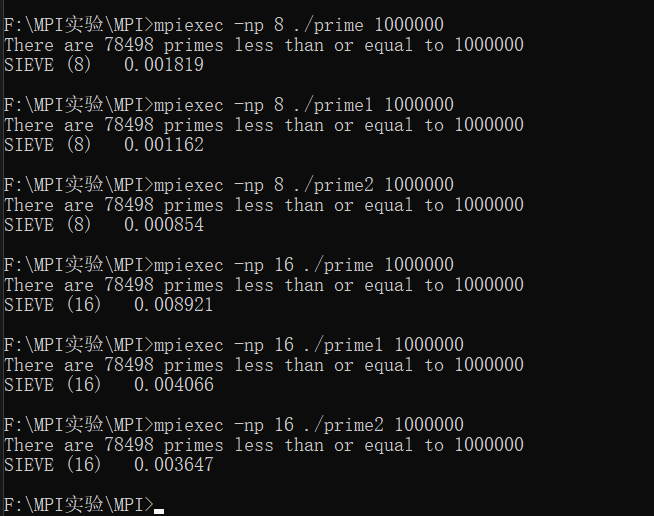 F:\MPI实验\MPI>mpiexec -np 8 ./prime 1000000
There are 78498 primes less than or equal to 1000000
SIEVE (8)   0.001819
F:\MPI实验\MPI>mpiexec -np 8 ./prime1 1000000
There are 78498 primes less than or equal to 1000000
SIEVE (8)   0.001162
F:\MPI实验\MPI>mpiexec -np 8 ./prime2 1000000
There are 78498 primes less than or equal to 1000000
SIEVE (8)   0.000854
F:\MPI实验\MPI>mpiexec -np 16 ./prime 1000000
There are 78498 primes less than or equal to 1000000
SIEVE (16)   0.008921
F:\MPI实验\MPI>mpiexec -np 16 ./prime1 1000000
There are 78498 primes less than or equal to 1000000
SIEVE (16)   0.004066
F:\MPI实验\MPI>mpiexec -np 16 ./prime2 1000000
There are 78498 primes less than or equal to 1000000
SIEVE (16)   0.003647
F:\MPI实验\MPI>